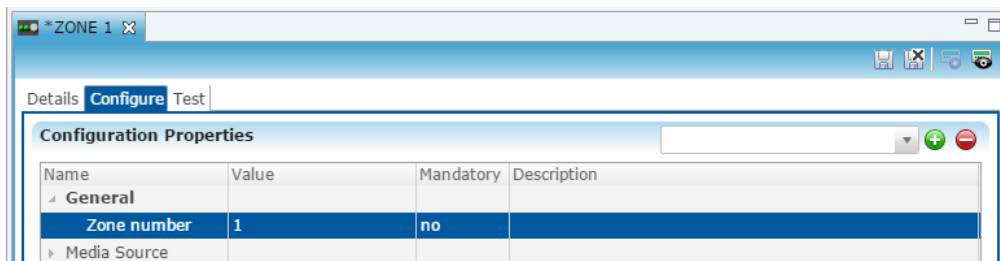 *ZONE 1
Details Configure Test
Configuration Properties
Name Value Mandatory Description
General
Zone number 1 no
Media Source